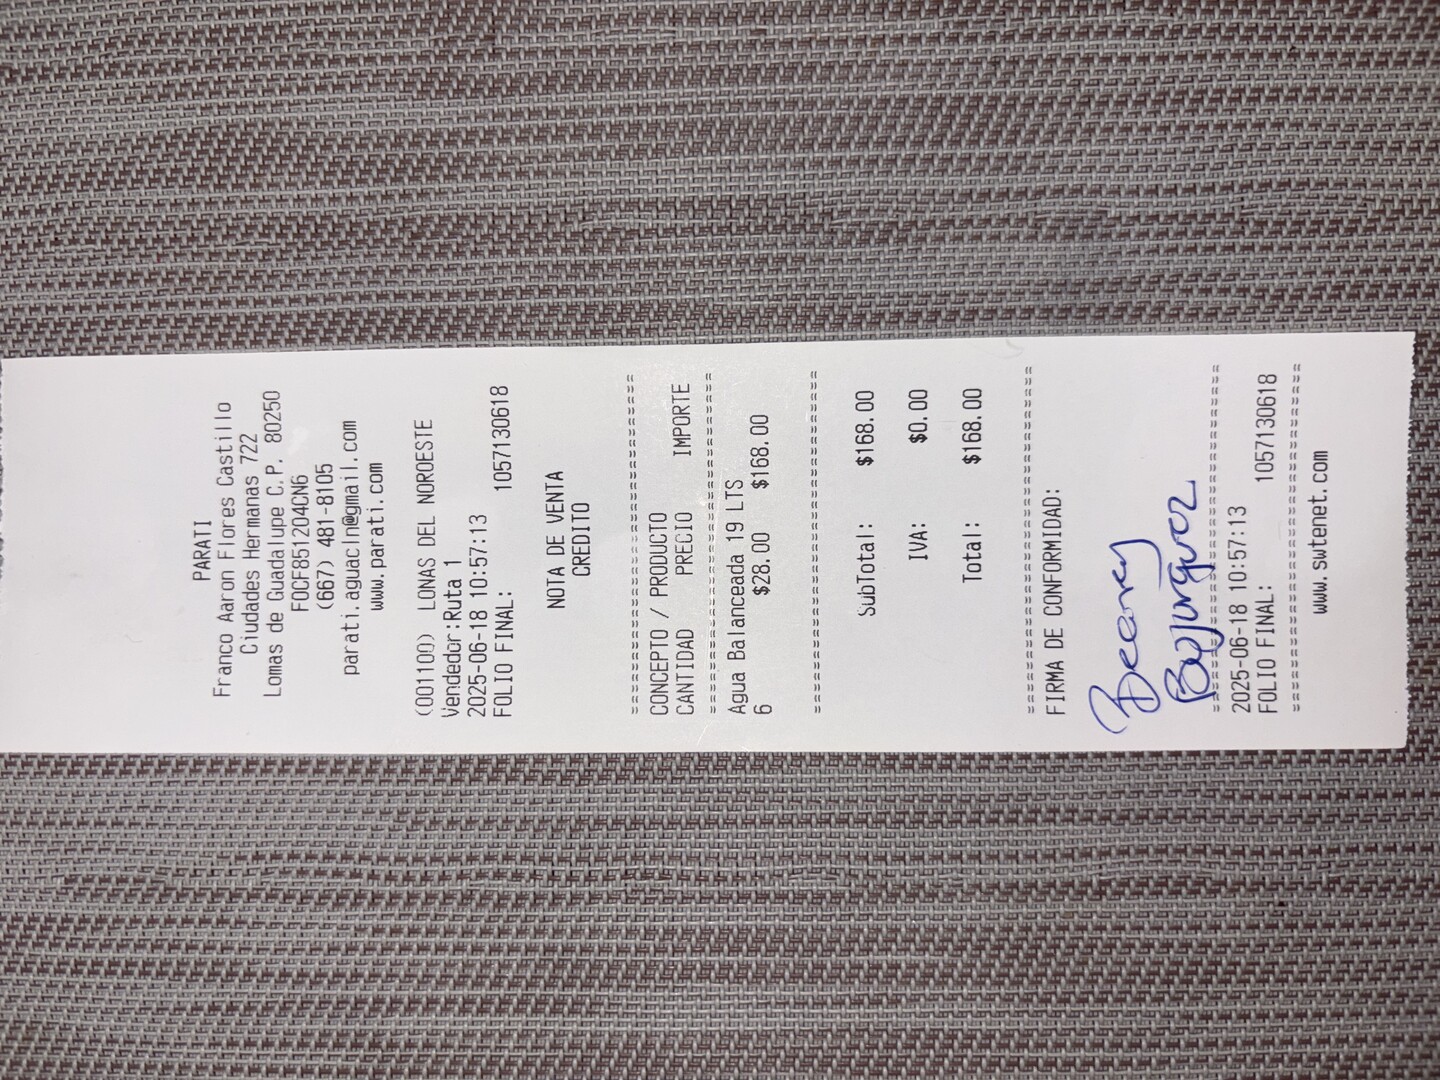 PARATI
Franco Aaron Flores Castillo
Ciudades Hermanas 722
Lomas de Guadalupe C.P. 80250
FOCF851204CN6
(667) 481-8105
parati.aguacln@gmail.com
www.parati.com
(001100) LONAS DEL NOROESTE
Vendedor:Ruta 1
2025-06-18 10:57:13
FOLIO FINAL: 1057130618
NOTA DE VENTA
CREDITO
==============================
CONCEPTO / PRODUCTO
CANTIDAD PRECIO IMPORTE
==============================
Agua Balanceada 19 LTS
6 $28.00 $168.00
==============================
SubTotal: $168.00
IVA: $0.00
Total: $168.00
==============================
FIRMA DE CONFORMIDAD:
==============================
2025-06-18 10:57:13
FOLIO FINAL: 1057130618
==============================
www.swtenet.com